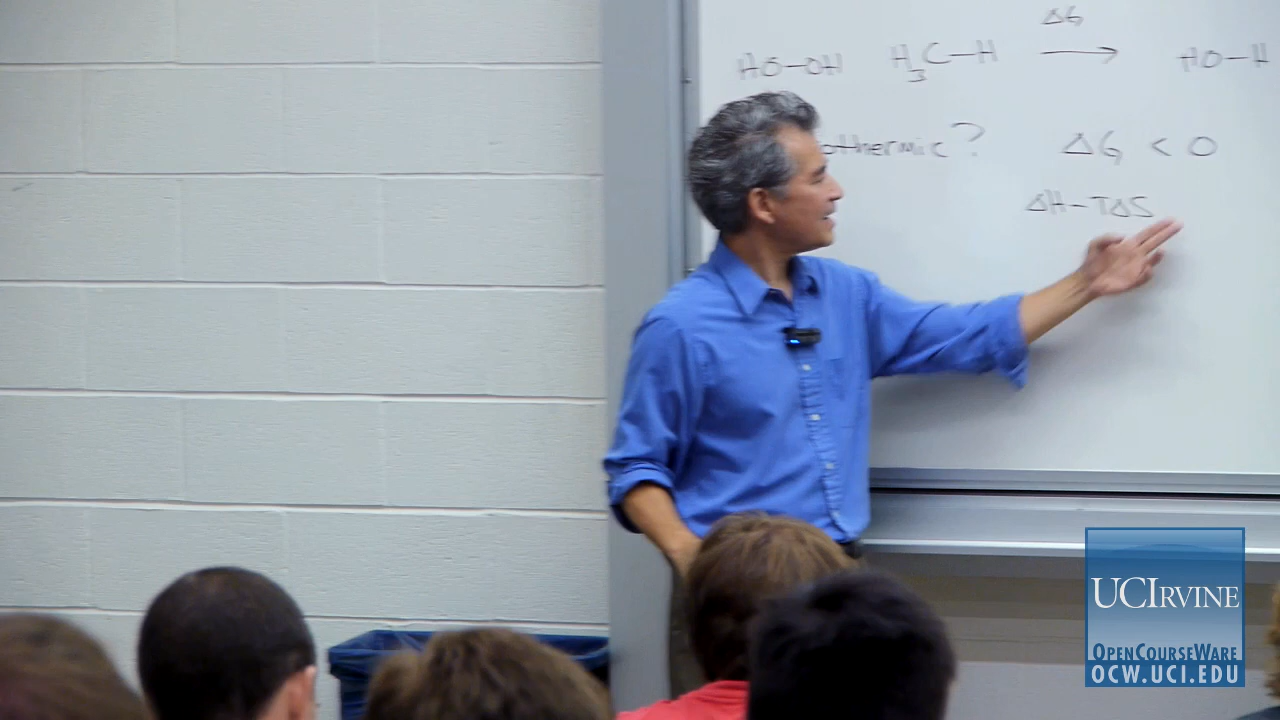 ΔG
HO-OH H₃C-H → HO-H
othermic? ΔG < 0
ΔH-TΔS
UCIRVINE
OPENCOURSEWARE
OCW.UCI.EDU